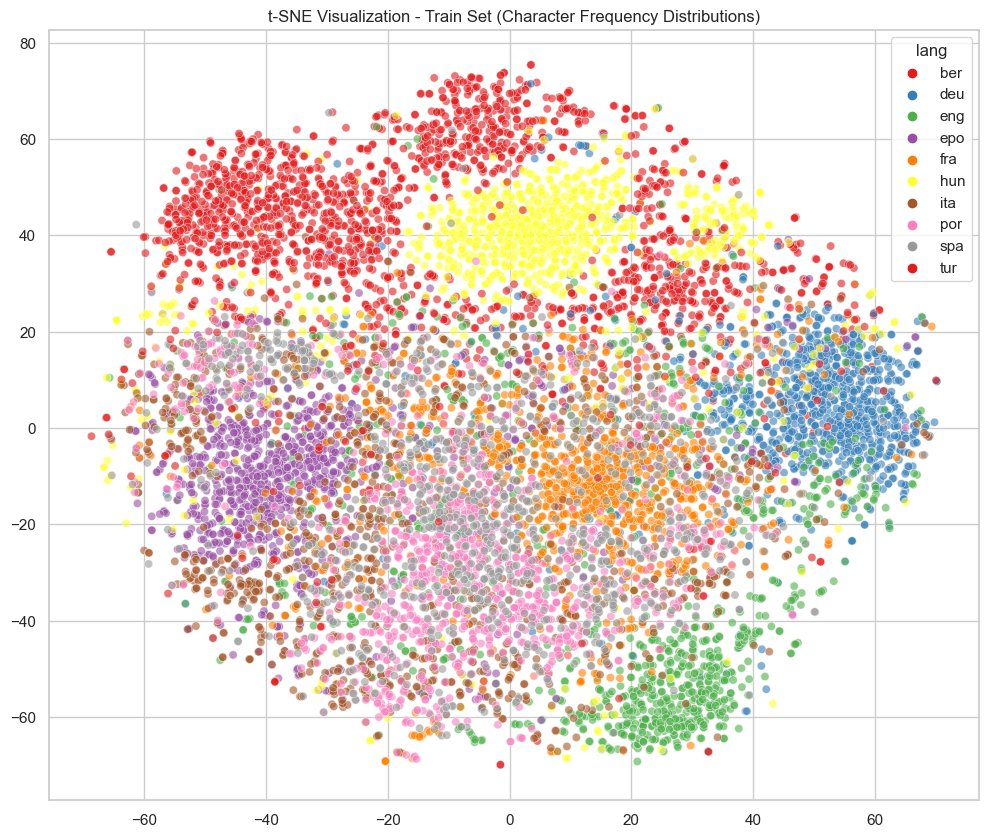 t-SNE Visualization - Train Set (Character Frequency Distributions)
80
60
40
20
0
−20
−40
−60
−60
−40
−20
0
20
40
60
lang
ber
deu
eng
epo
fra
hun
ita
por
spa
tur